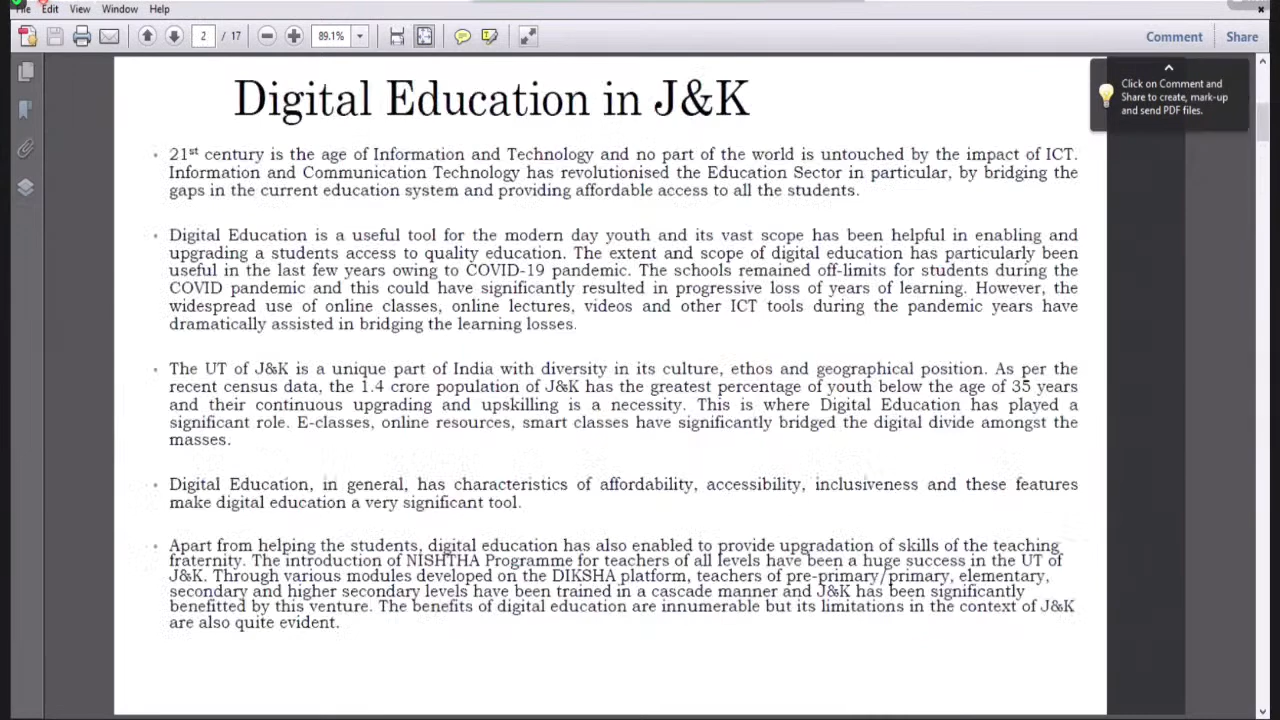 File Edit View Window Help
2 / 17 89.1% Comment Share
Click on Comment and
Share to create, mark-up
and send PDF files.
Digital Education in J&K
• 21st century is the age of Information and Technology and no part of the world is untouched by the impact of ICT.
Information and Communication Technology has revolutionised the Education Sector in particular, by bridging the
gaps in the current education system and providing affordable access to all the students.
• Digital Education is a useful tool for the modern day youth and its vast scope has been helpful in enabling and
upgrading a students access to quality education. The extent and scope of digital education has particularly been
useful in the last few years owing to COVID-19 pandemic. The schools remained off-limits for students during the
COVID pandemic and this could have significantly resulted in progressive loss of years of learning. However, the
widespread use of online classes, online lectures, videos and other ICT tools during the pandemic years have
dramatically assisted in bridging the learning losses.
• The UT of J&K is a unique part of India with diversity in its culture, ethos and geographical position. As per the
recent census data, the 1.4 crore population of J&K has the greatest percentage of youth below the age of 35 years
and their continuous upgrading and upskilling is a necessity. This is where Digital Education has played a
significant role. E-classes, online resources, smart classes have significantly bridged the digital divide amongst the
masses.
• Digital Education, in general, has characteristics of affordability, accessibility, inclusiveness and these features
make digital education a very significant tool.
• Apart from helping the students, digital education has also enabled to provide upgradation of skills of the teaching
fraternity. The introduction of NISHTHA Programme for teachers of all levels have been a huge success in the UT of
J&K. Through various modules developed on the DIKSHA platform, teachers of pre-primary/primary, elementary,
secondary and higher secondary levels have been trained in a cascade manner and J&K has been significantly
benefitted by this venture. The benefits of digital education are innumerable but its limitations in the context of J&K
are also quite evident.